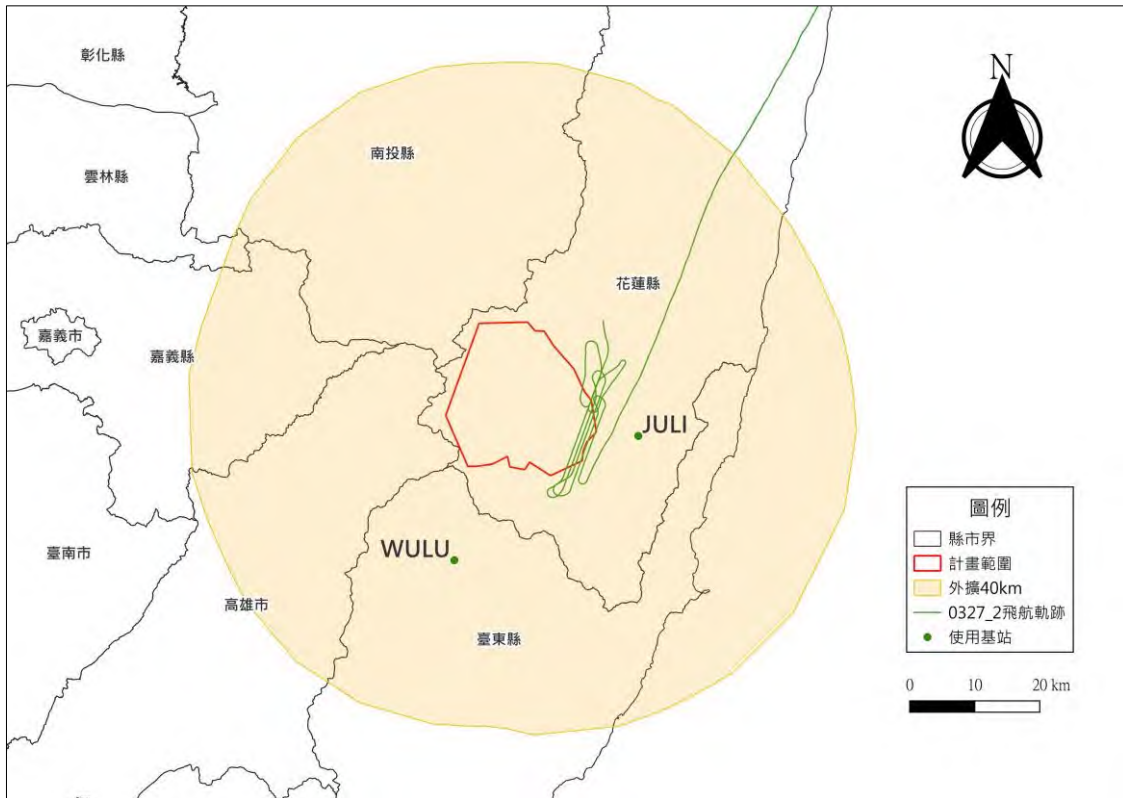 彰化縣
南投縣
雲林縣
花蓮縣
嘉義市
嘉義縣
JULI
WULU
臺南市
高雄市
臺東縣
N
圖例
縣市界
計畫範圍
外擴40km
0327_2飛航軌跡
使用基站
0 10 20 km